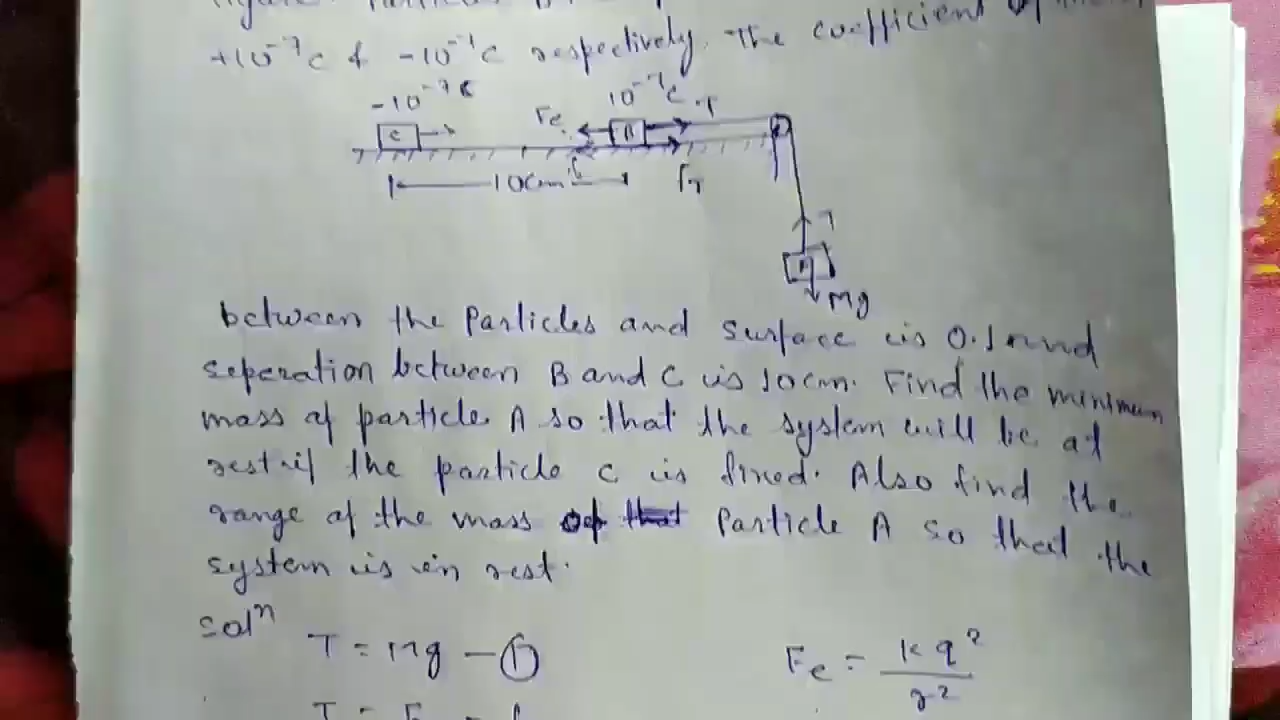 +10⁻⁷c & -10⁻⁷c respectively. The coefficient of
-10⁻⁷c
Fe
10⁻⁷c
T
C
10cm
T
Mg
between the Particles and surface is 0.1 and
seperation between B and C is 10cm. Find the minimum
mass of particle A so that the system will be at
rest if the particle C is fixed. Also find the
range of the mass of that Particle A so that the
system is in rest.
solⁿ
T = Mg - ①
Fe = kq²/r²